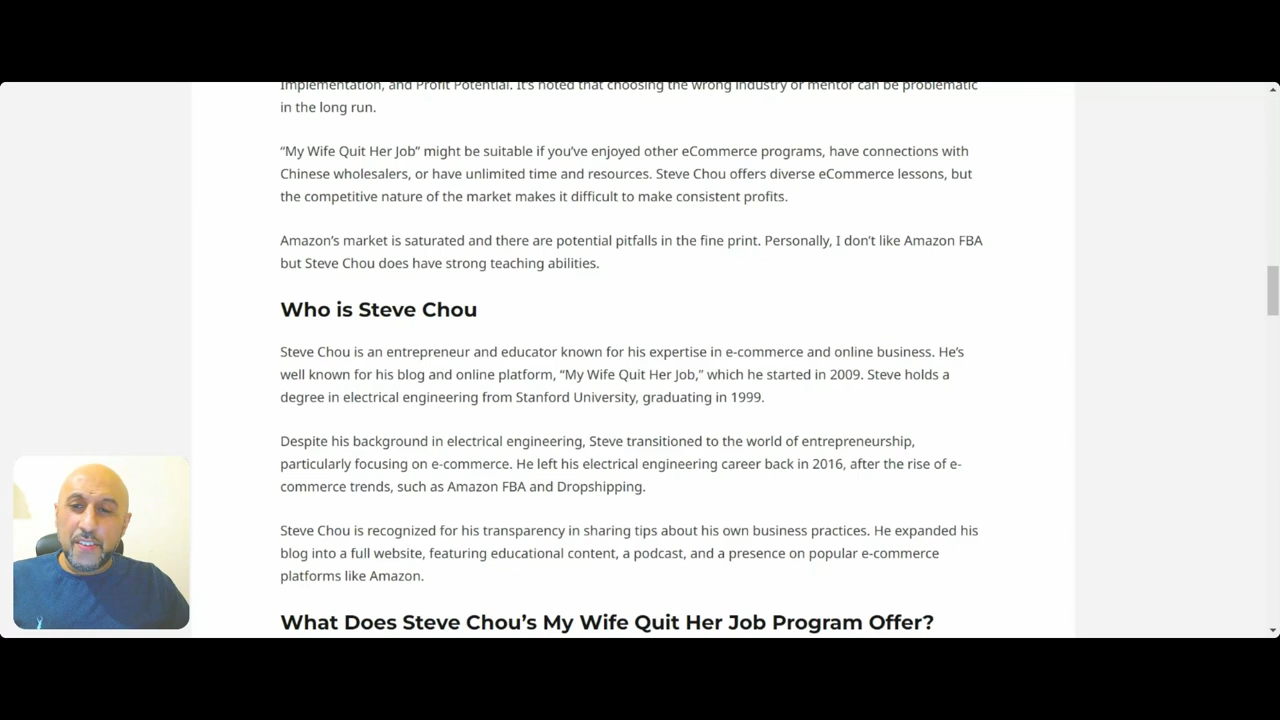 Implementation, and Profit Potential. It's noted that choosing the wrong industry or mentor can be problematic
in the long run.
“My Wife Quit Her Job” might be suitable if you’ve enjoyed other eCommerce programs, have connections with
Chinese wholesalers, or have unlimited time and resources. Steve Chou offers diverse eCommerce lessons, but
the competitive nature of the market makes it difficult to make consistent profits.
Amazon’s market is saturated and there are potential pitfalls in the fine print. Personally, I don’t like Amazon FBA
but Steve Chou does have strong teaching abilities.
Who is Steve Chou
Steve Chou is an entrepreneur and educator known for his expertise in e-commerce and online business. He’s
well known for his blog and online platform, “My Wife Quit Her Job,” which he started in 2009. Steve holds a
degree in electrical engineering from Stanford University, graduating in 1999.
Despite his background in electrical engineering, Steve transitioned to the world of entrepreneurship,
particularly focusing on e-commerce. He left his electrical engineering career back in 2016, after the rise of e-
commerce trends, such as Amazon FBA and Dropshipping.
Steve Chou is recognized for his transparency in sharing tips about his own business practices. He expanded his
blog into a full website, featuring educational content, a podcast, and a presence on popular e-commerce
platforms like Amazon.
What Does Steve Chou’s My Wife Quit Her Job Program Offer?